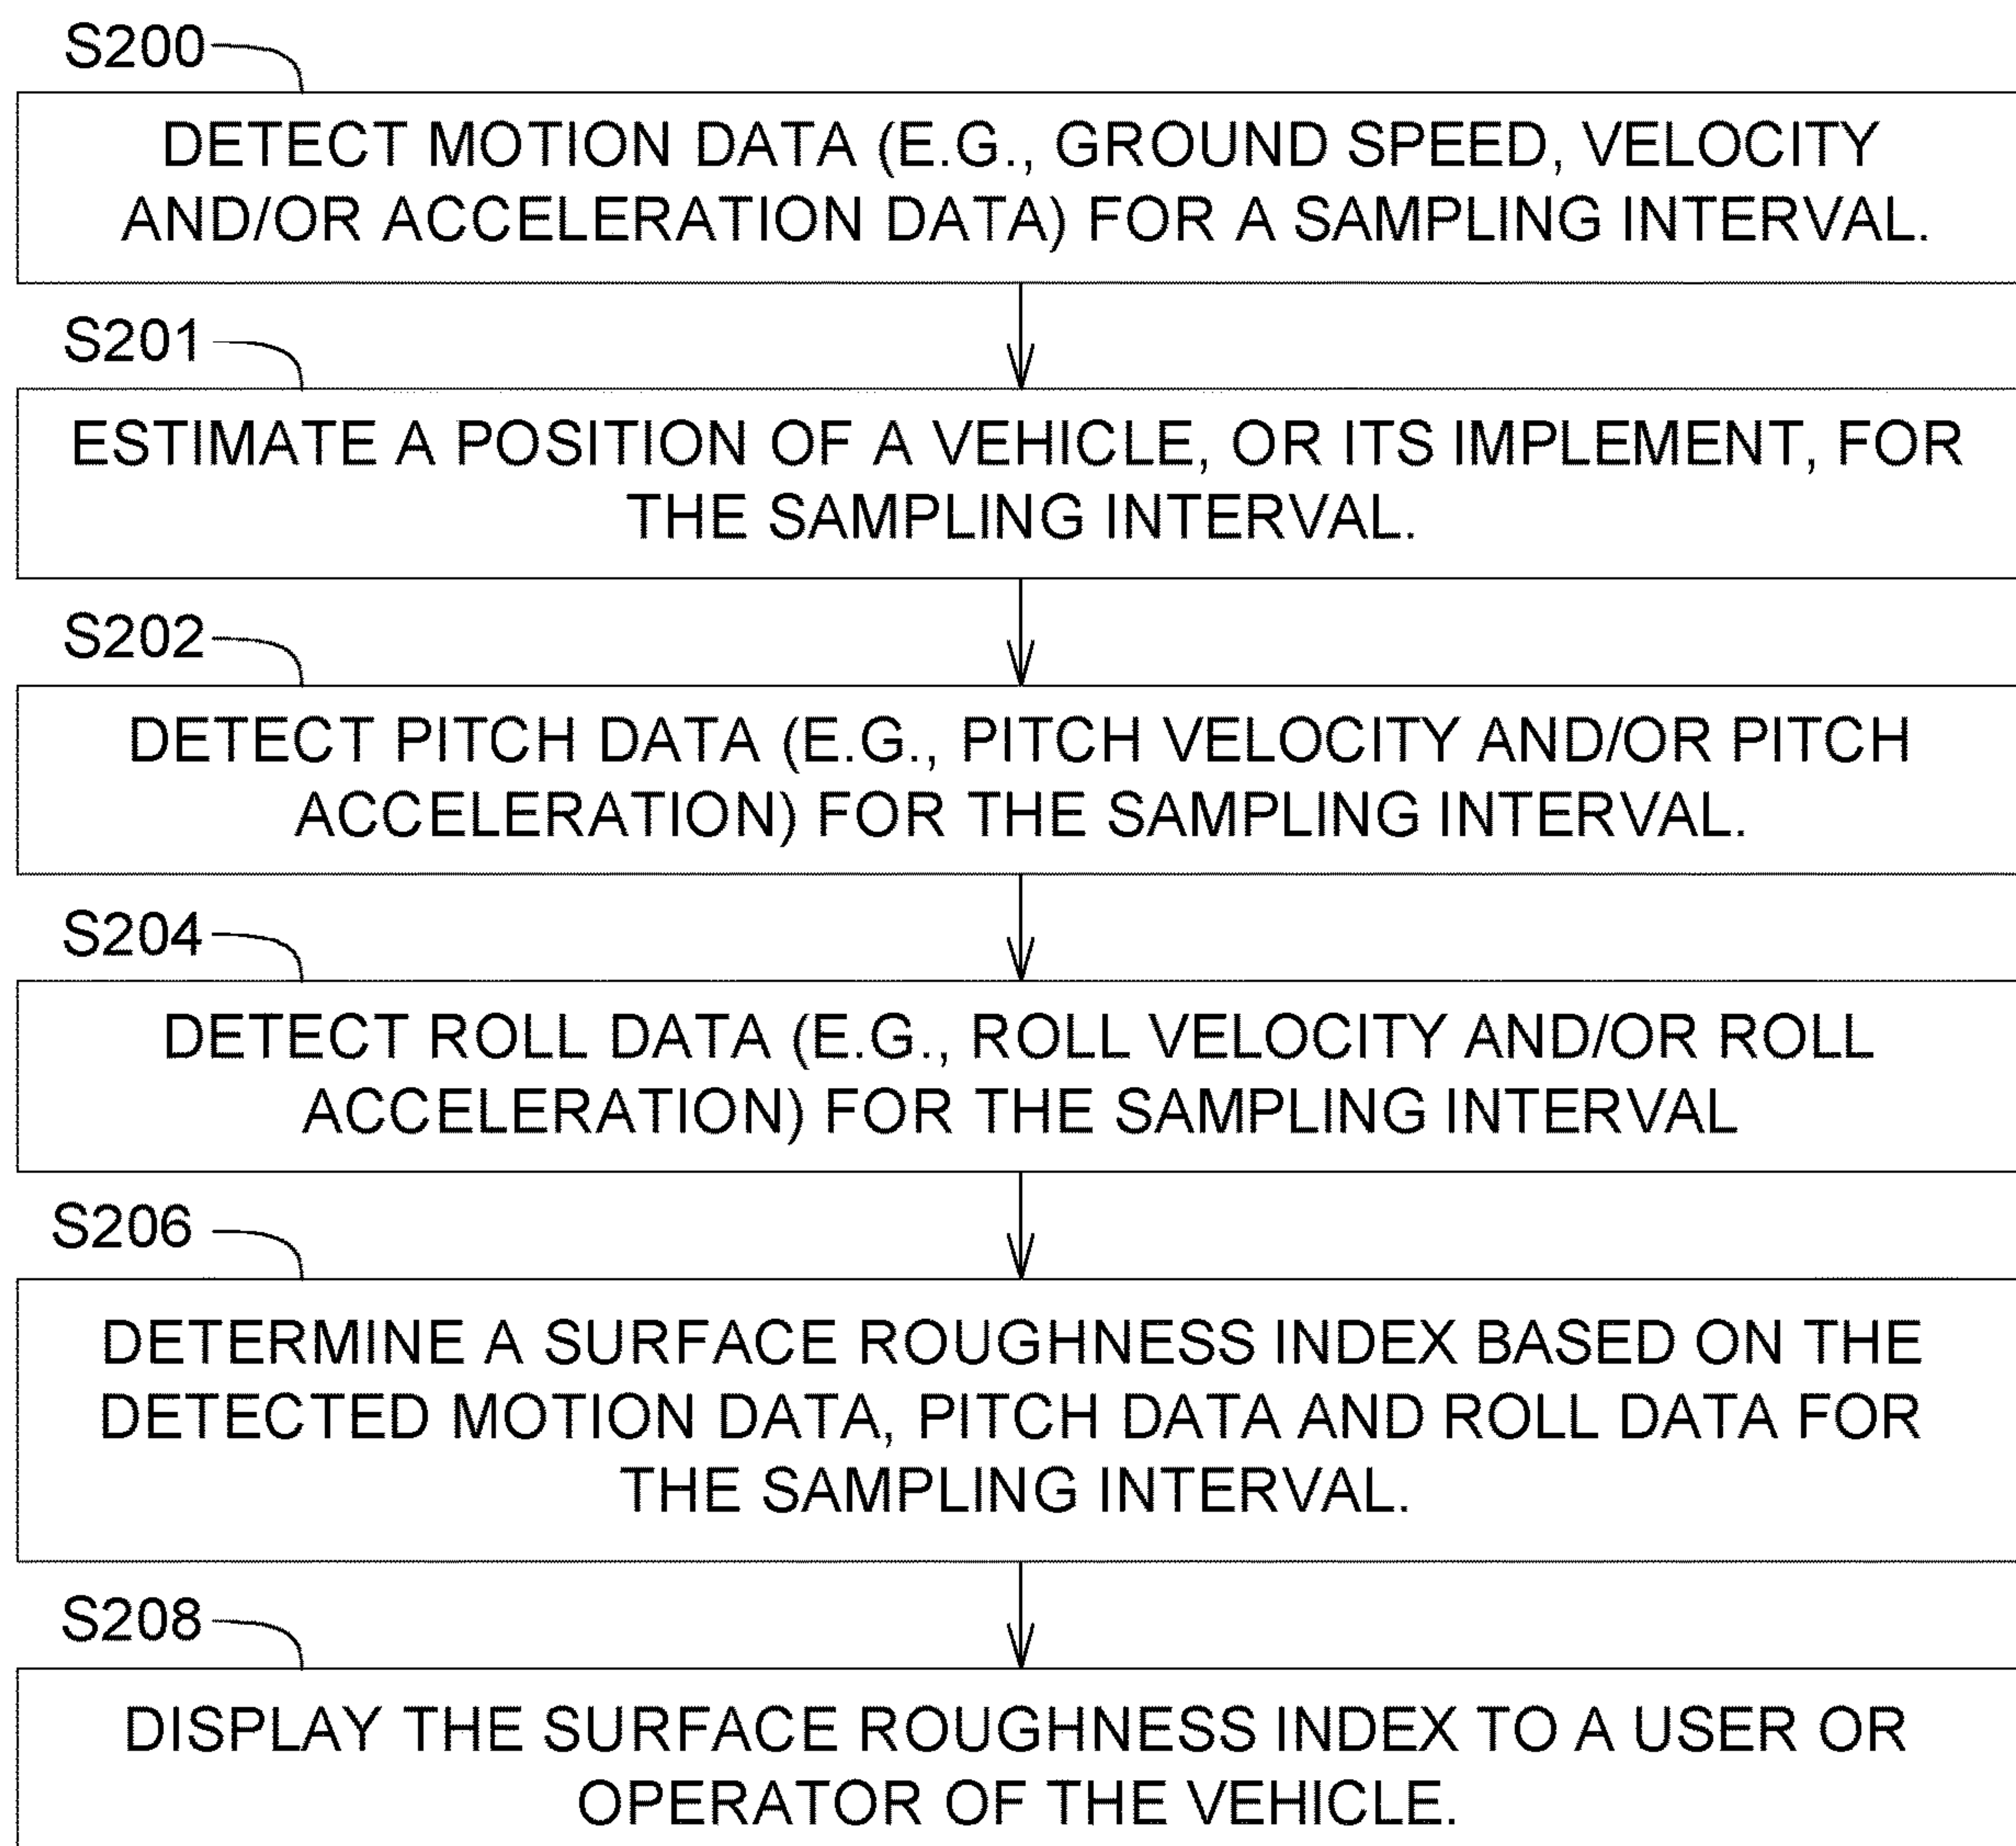 S200
DETECT MOTION DATA (E.G., GROUND SPEED, VELOCITY
AND/OR ACCELERATION DATA) FOR A SAMPLING INTERVAL.
S201
ESTIMATE A POSITION OF A VEHICLE, OR ITS IMPLEMENT, FOR
THE SAMPLING INTERVAL.
S202
DETECT PITCH DATA (E.G., PITCH VELOCITY AND/OR PITCH
ACCELERATION) FOR THE SAMPLING INTERVAL.
S204
DETECT ROLL DATA (E.G., ROLL VELOCITY AND/OR ROLL
ACCELERATION) FOR THE SAMPLING INTERVAL
S206
DETERMINE A SURFACE ROUGHNESS INDEX BASED ON THE
DETECTED MOTION DATA, PITCH DATA AND ROLL DATA FOR
THE SAMPLING INTERVAL.
S208
DISPLAY THE SURFACE ROUGHNESS INDEX TO A USER OR
OPERATOR OF THE VEHICLE.